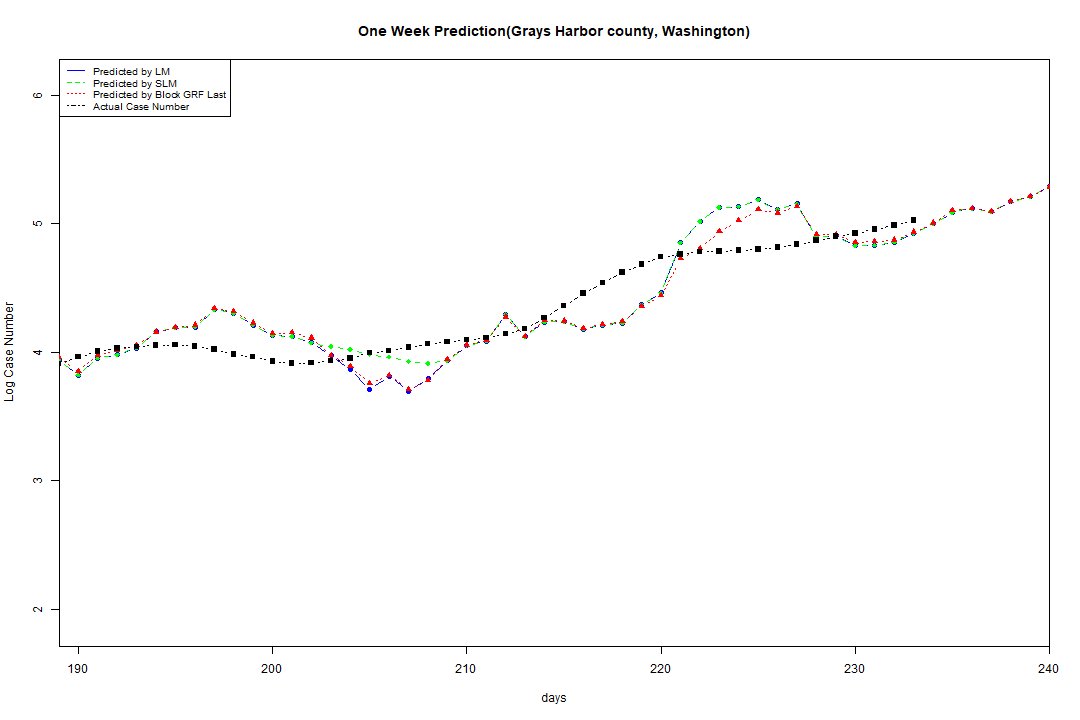 One Week Prediction(Grays Harbor county, Washington)
Predicted by LM
Predicted by SLM
Predicted by Block GRF Last
Actual Case Number
6
5
4
3
2
Log Case Number
190 200 210 220 230 240
days